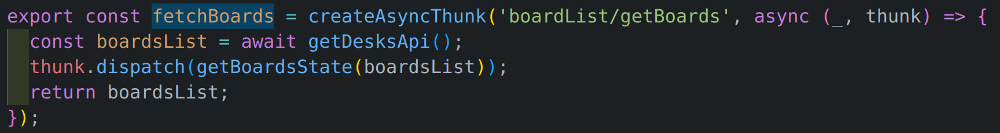 export const fetchBoards = createAsyncThunk('boardList/getBoards', async (_, thunk) => {
  const boardsList = await getDesksApi();
  thunk.dispatch(getBoardsState(boardsList));
  return boardsList;
});